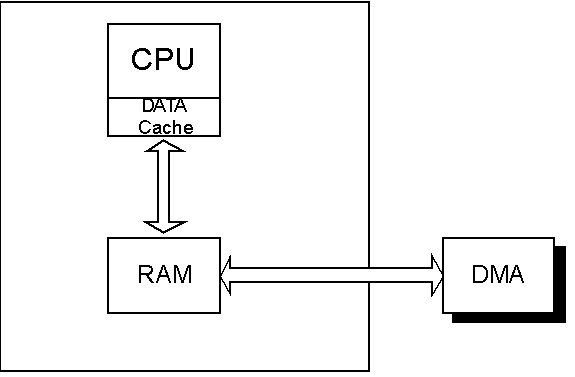 CPU
DATA
Cache
RAM
DMA